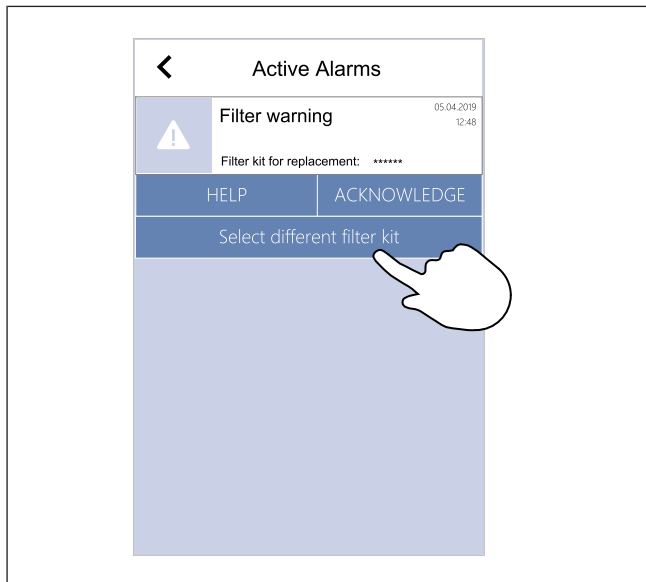 Active Alarms
Filter warning
05.04.2019
12:48
Filter kit for replacement: ******
HELP
ACKNOWLEDGE
Select different filter kit